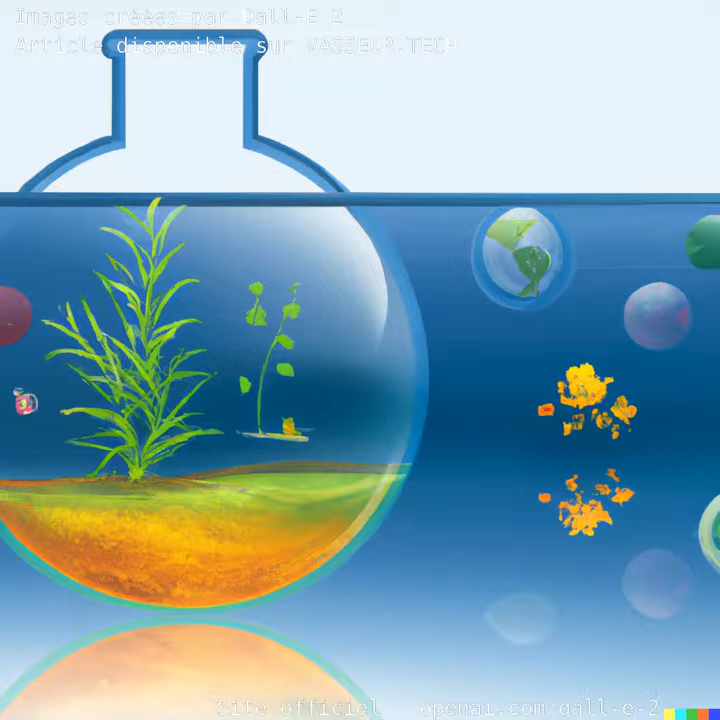 Images créées par Dall-E 2
Article disponible sur VASSEUR.TECH
Site officiel openai.com/dall-e-2